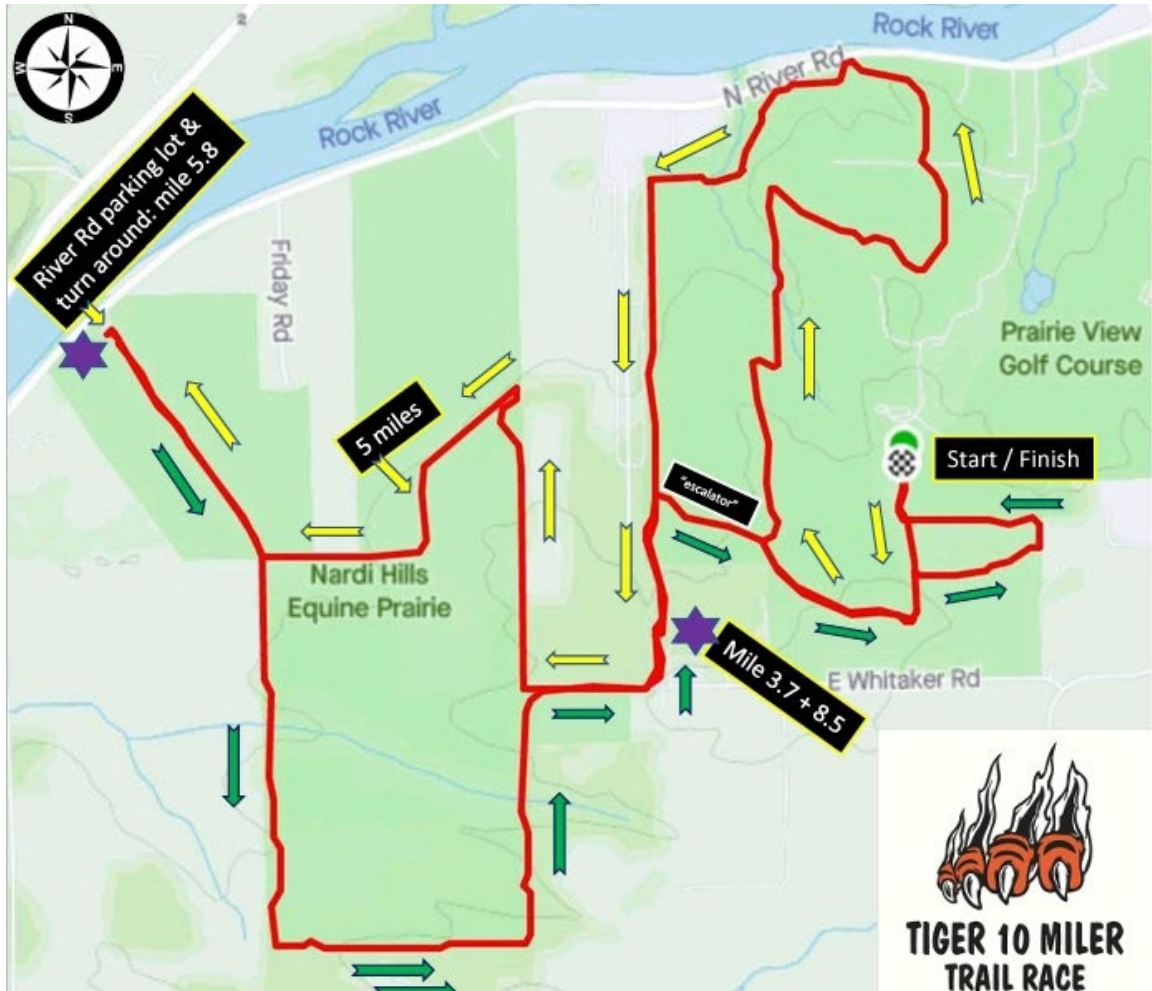 N
W
E
S
Rock River
Rock River
N River Rd
River Rd parking lot &
turn around: mile 5.8
Friday Rd
Prairie View
Golf Course
5 miles
"escalator"
Start / Finish
Nardi Hills
Equine Prairie
Mile 3.7 + 8.5
E Whitaker Rd
TIGER 10 MILER
TRAIL RACE